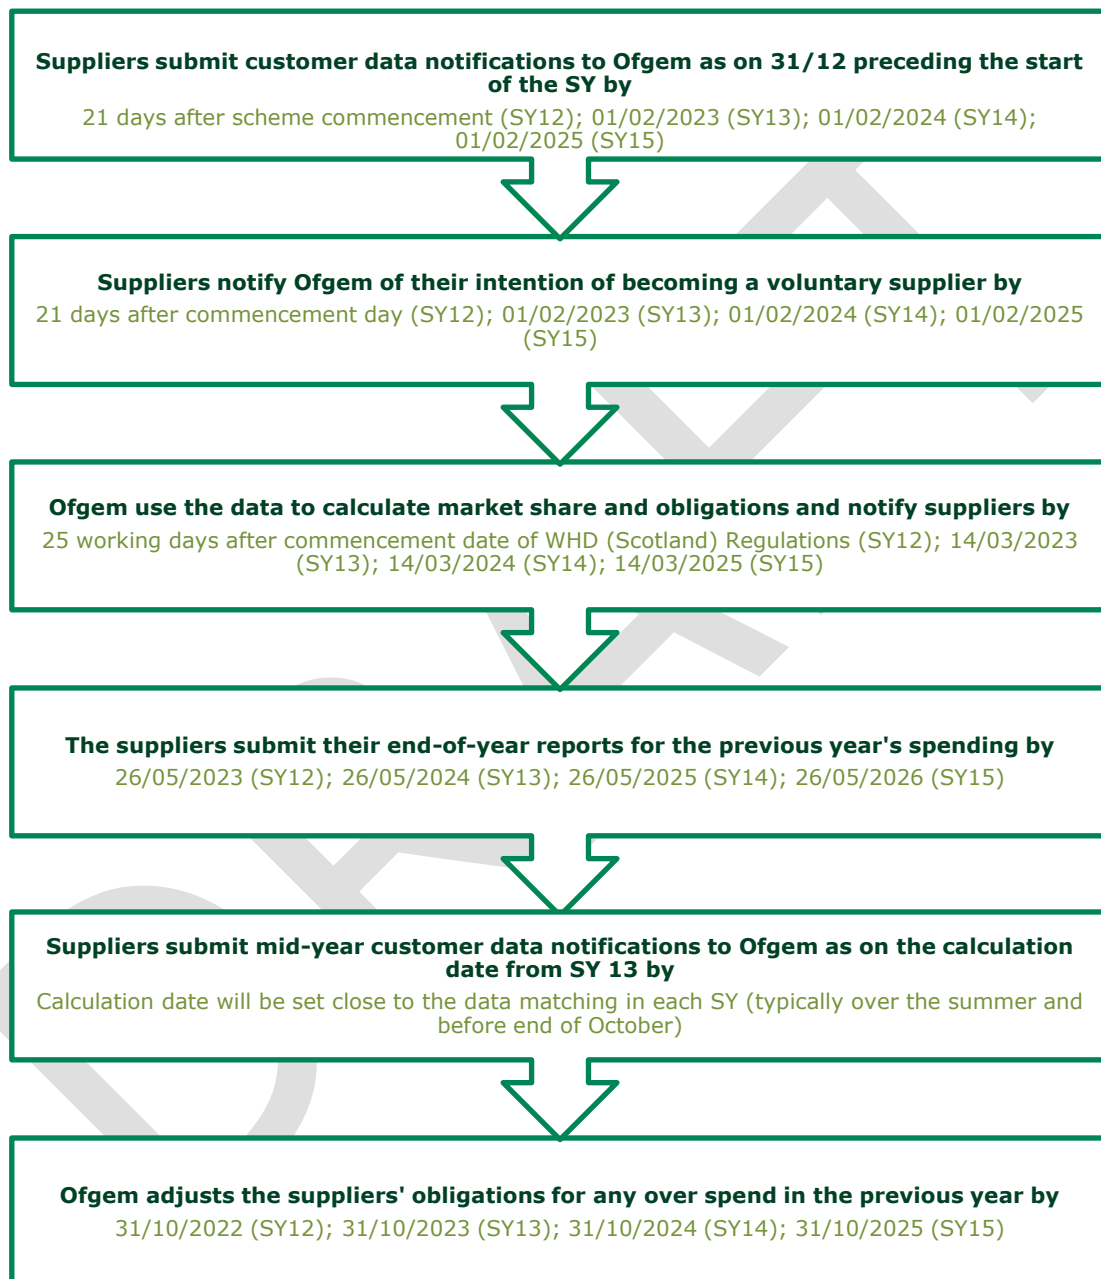 Suppliers submit customer data notifications to Ofgem as on 31/12 preceding the start
of the SY by
21 days after scheme commencement (SY12); 01/02/2023 (SY13); 01/02/2024 (SY14);
01/02/2025 (SY15)
Suppliers notify Ofgem of their intention of becoming a voluntary supplier by
21 days after commencement day (SY12); 01/02/2023 (SY13); 01/02/2024 (SY14); 01/02/2025
(SY15)
Ofgem use the data to calculate market share and obligations and notify suppliers by
25 working days after commencement date of WHD (Scotland) Regulations (SY12); 14/03/2023
(SY13); 14/03/2024 (SY14); 14/03/2025 (SY15)
The suppliers submit their end-of-year reports for the previous year's spending by
26/05/2023 (SY12); 26/05/2024 (SY13); 26/05/2025 (SY14); 26/05/2026 (SY15)
Suppliers submit mid-year customer data notifications to Ofgem as on the calculation
date from SY 13 by
Calculation date will be set close to the data matching in each SY (typically over the summer and
before end of October)
Ofgem adjusts the suppliers' obligations for any over spend in the previous year by
31/10/2022 (SY12); 31/10/2023 (SY13); 31/10/2024 (SY14); 31/10/2025 (SY15)